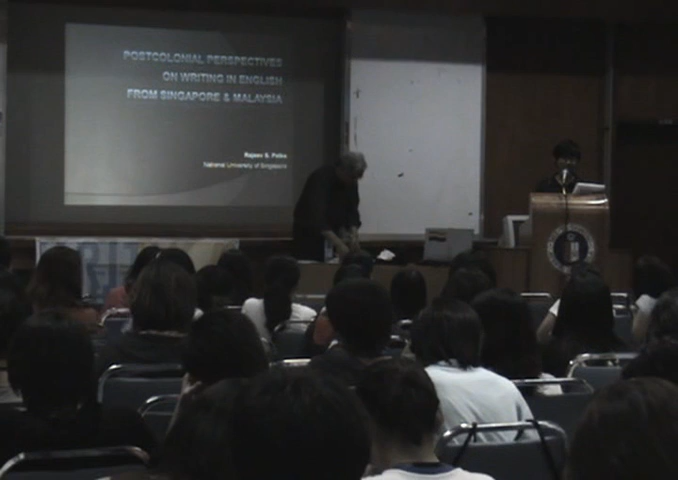 POSTCOLONIAL PERSPECTIVES
ON WRITING IN ENGLISH
FROM SINGAPORE & MALAYSIA
Rajeev S. Patke
National University of Singapore